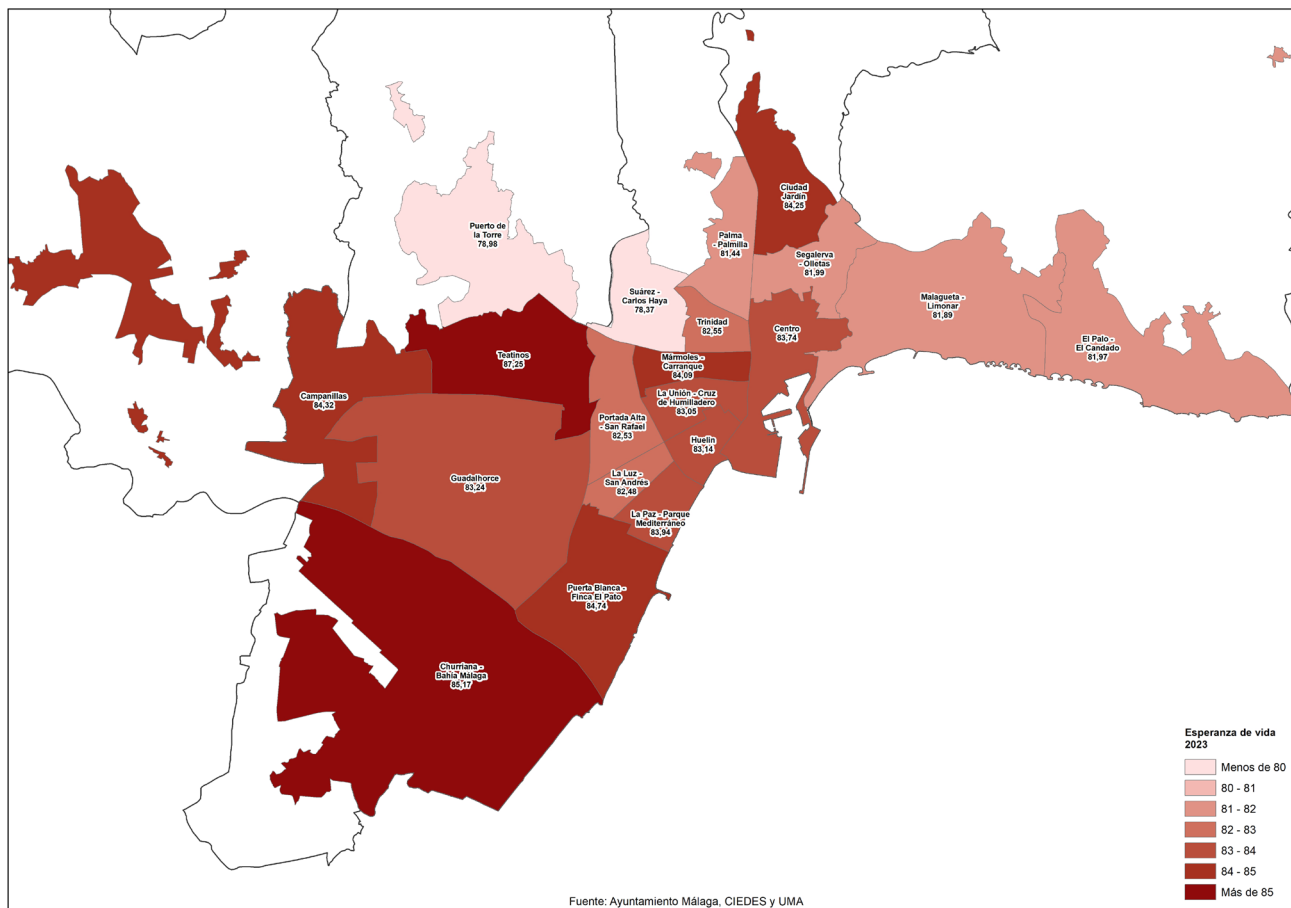 Ciudad
Jardín
84,25
Puerto de
la Torre
78,98
Palma
- Palmilla
81,44
Segalerva
- Olletas
81,99
Suárez -
Carlos Haya
78,37
Malagueta -
Limonar
81,89
Trinidad
82,55
Centro
83,74
El Palo -
El Candado
81,97
Teatinos
87,25
Mármoles -
Carranque
84,09
Campanillas
84,32
La Unión - Cruz
de Humilladero
83,05
Portada Alta
- San Rafael
82,53
Huelin
83,14
Guadalhorce
83,24
La Luz -
San Andrés
82,48
La Paz - Parque
Mediterráneo
83,94
Puerta Blanca -
Finca El Pato
84,74
Churriana -
Bahía Málaga
85,17
Esperanza de vida
2023
Menos de 80
80 - 81
81 - 82
82 - 83
83 - 84
84 - 85
Más de 85
Fuente: Ayuntamiento Málaga, CIEDES y UMA